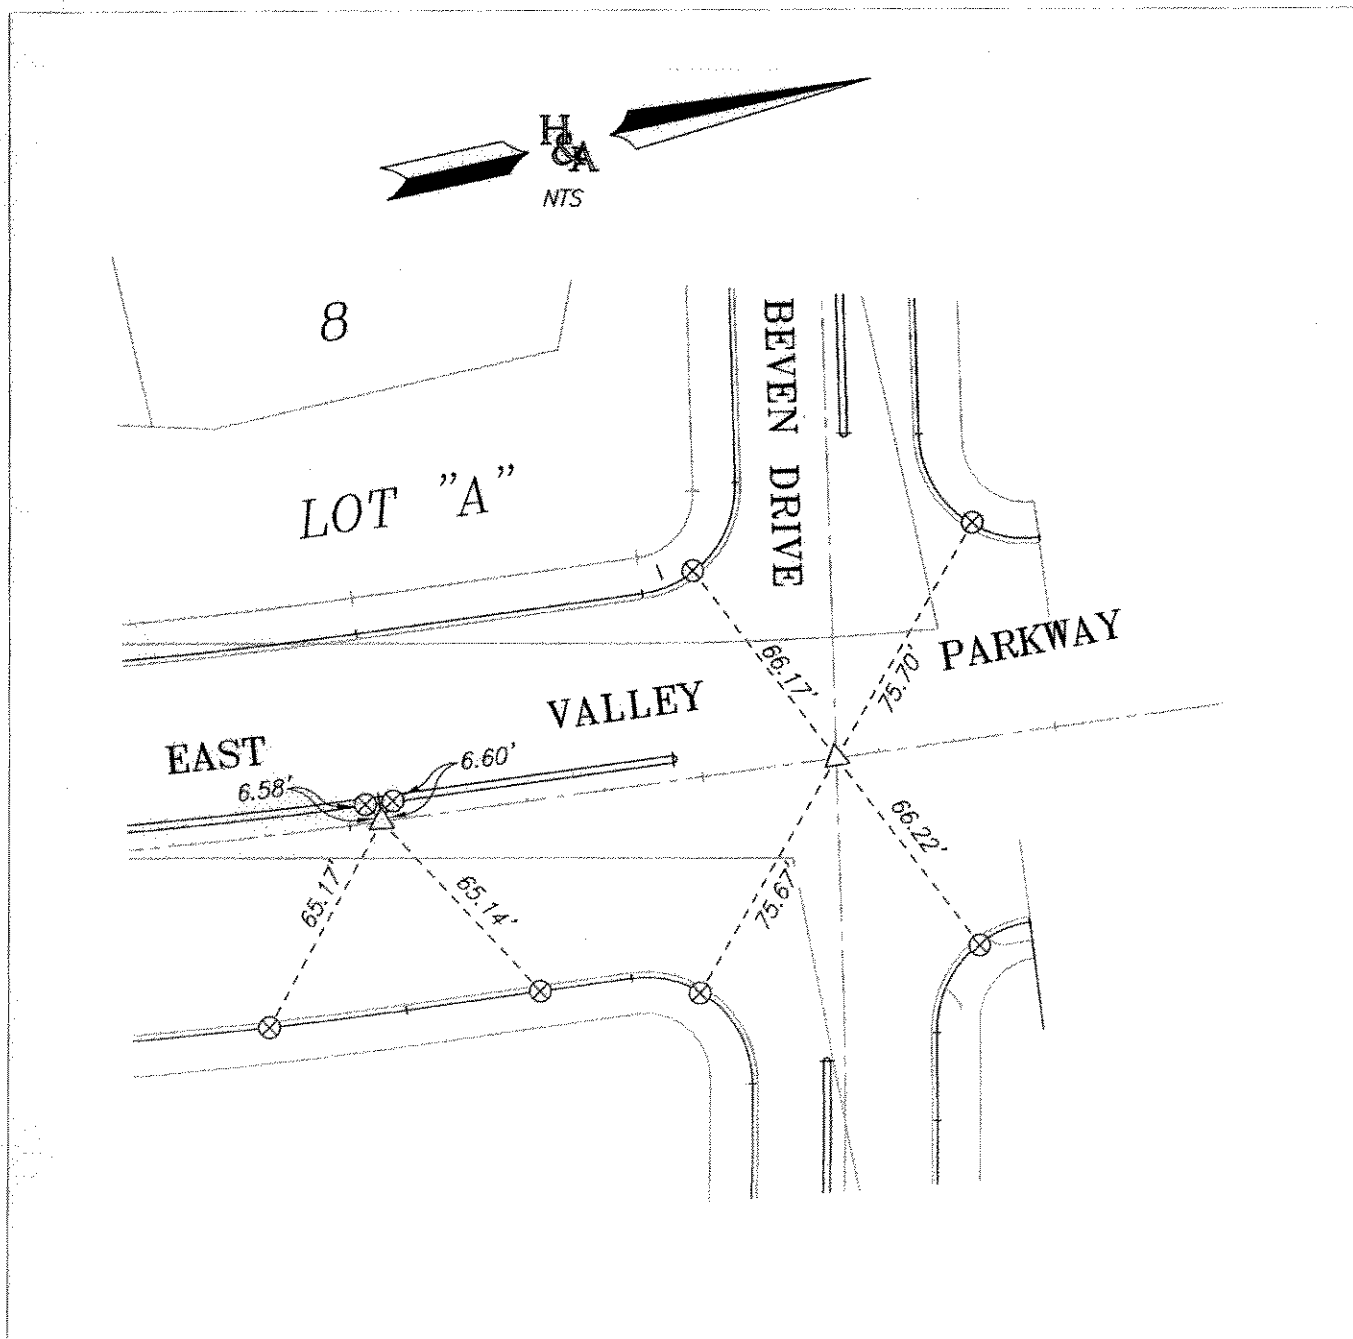 H&A
NTS
8
BEVEN DRIVE
LOT "A"
EAST VALLEY PARKWAY
66.17'
75.70'
6.58'
6.60'
65.17'
65.14'
75.67'
66.22'